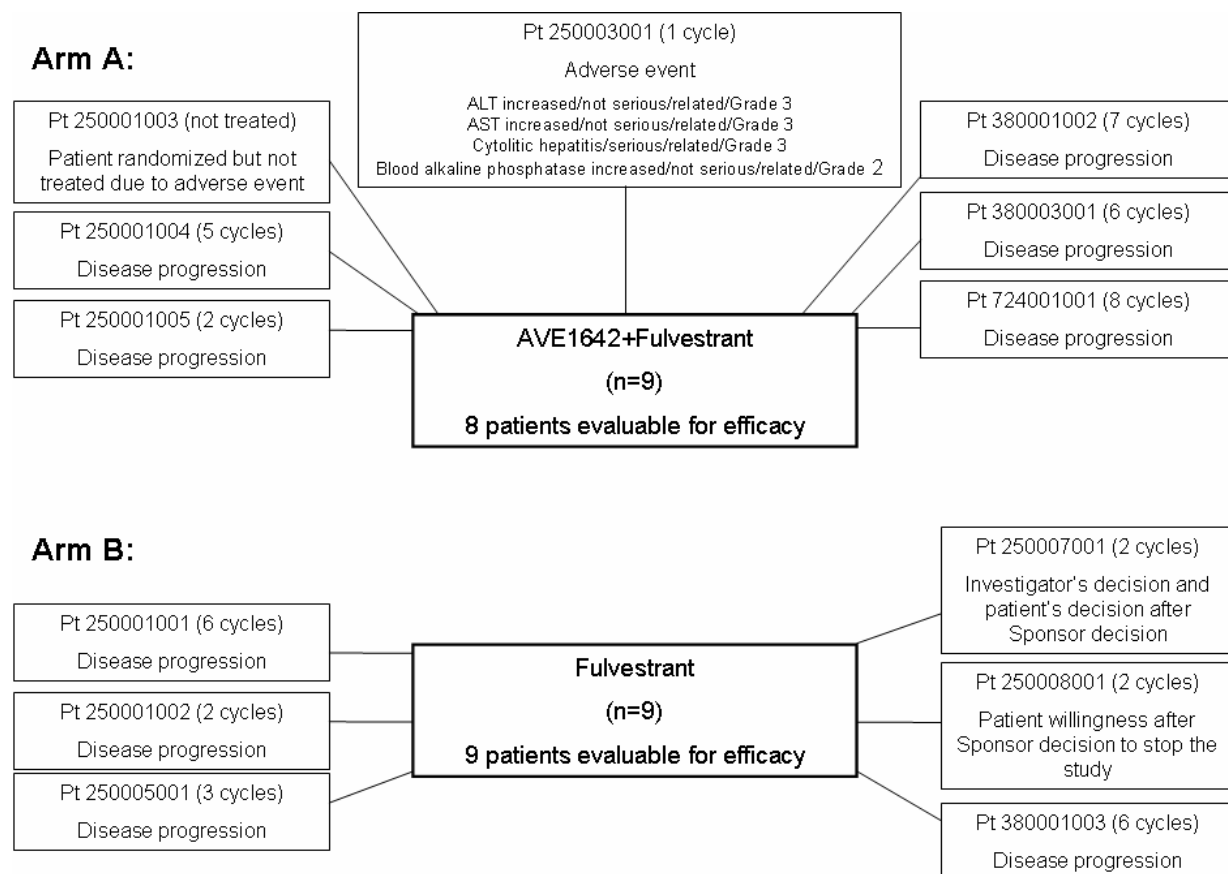 Arm A:
Pt 250003001 (1 cycle)
Adverse event
ALT increased/not serious/related/Grade 3
AST increased/not serious/related/Grade 3
Cytolitic hepatitis/serious/related/Grade 3
Blood alkaline phosphatase increased/not serious/related/Grade 2
Pt 250001003 (not treated)
Patient randomized but not
treated due to adverse event
Pt 250001004 (5 cycles)
Disease progression
Pt 250001005 (2 cycles)
Disease progression
Pt 380001002 (7 cycles)
Disease progression
Pt 380003001 (6 cycles)
Disease progression
Pt 724001001 (8 cycles)
Disease progression
AVE1642+Fulvestrant
(n=9)
8 patients evaluable for efficacy
Arm B:
Pt 250001001 (6 cycles)
Disease progression
Pt 250001002 (2 cycles)
Disease progression
Pt 250005001 (3 cycles)
Disease progression
Fulvestrant
(n=9)
9 patients evaluable for efficacy
Pt 250007001 (2 cycles)
Investigator's decision and
patient's decision after
Sponsor decision
Pt 250008001 (2 cycles)
Patient willingness after
Sponsor decision to stop the
study
Pt 380001003 (6 cycles)
Disease progression